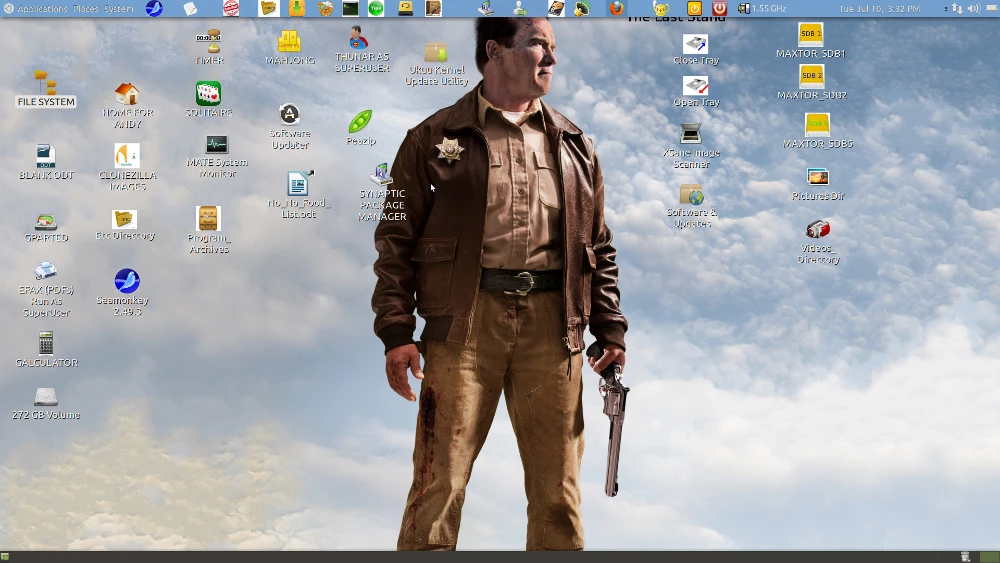 Applications Places System
1.55 GHz
Tue Jul 10, 3:32 PM
The Last Stand
TIMER
MAHJONG
THUNAR AS
SUPERUSER
Ukuu Kernel
Update Utility
Close Tray
SDB 1
MAXTOR_SDB1
FILE SYSTEM
HOME FOR
ANDY
SOLITAIRE
Software
Updater
Peazip
Open Tray
SDB 2
MAXTOR_SDB2
BLANK ODT
CLONEZILLA
IMAGES
MATE System
Monitor
No_No_Food_
List.odt
SYNAPTIC
PACKAGE
MANAGER
XSane Image
Scanner
MAXTOR_SDB5
GPARTED
Etc Directory
Program_
Archives
Software &
Updates
Pictures Dir
EFAX (PDFs)
Run As
SuperUser
Seamonkey
2.49.3
Videos
Directory
CALCULATOR
272 GB Volume